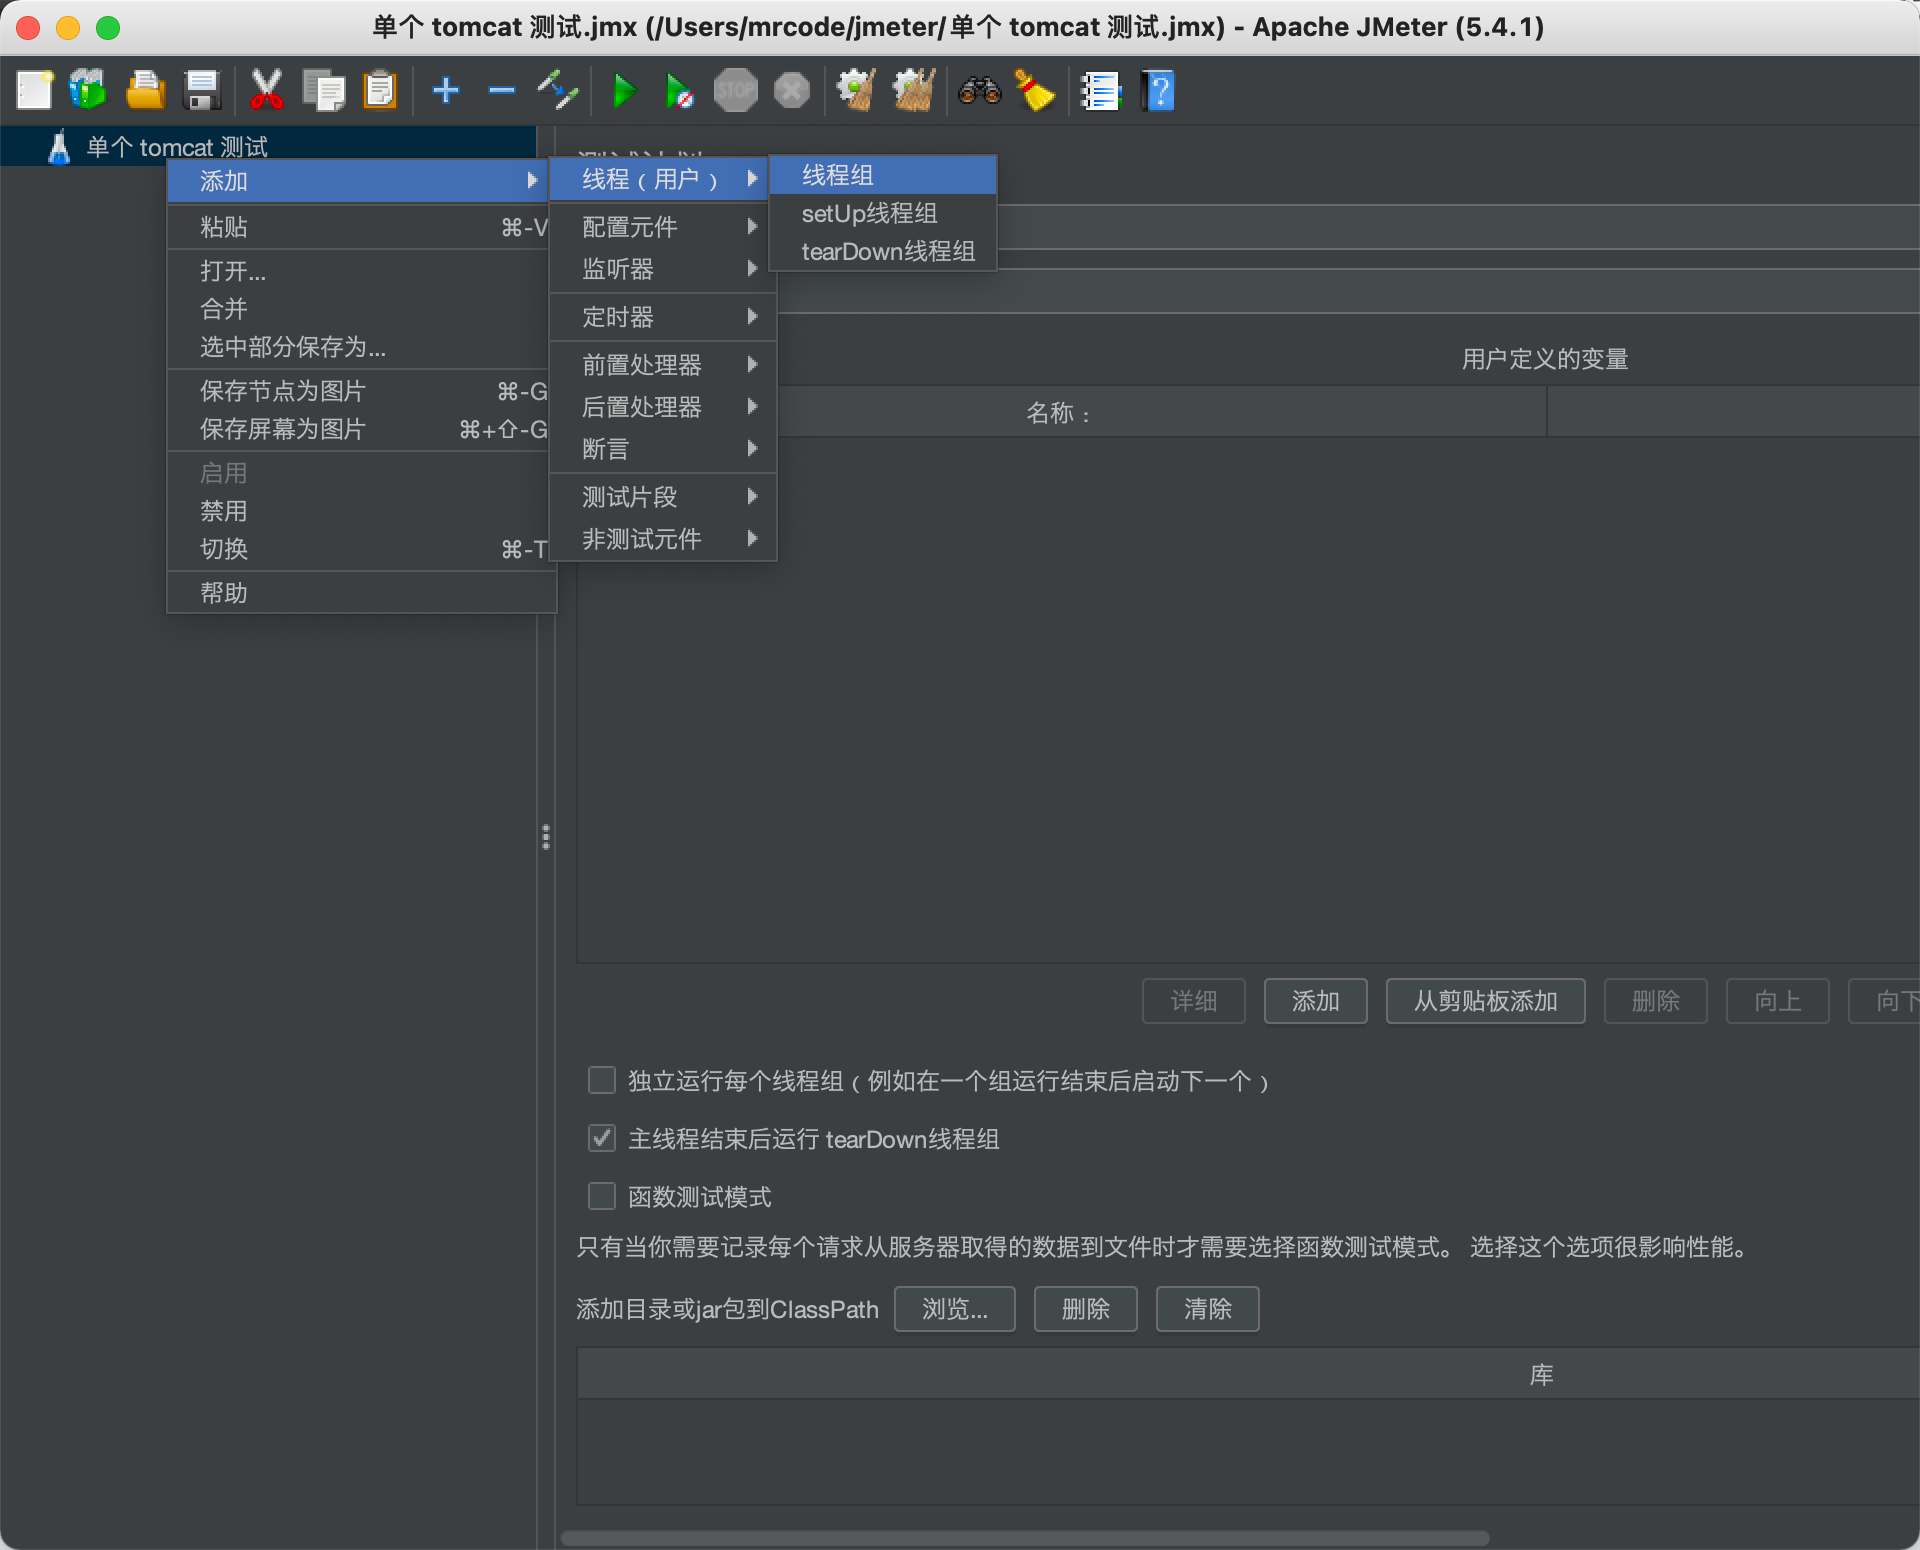 单个 tomcat 测试.jmx (/Users/mrcode/jmeter/单个 tomcat 测试.jmx) - Apache JMeter (5.4.1)
STOP
?
单个 tomcat 测试
添加
粘贴 ⌘-V
打开...
合并
选中部分保存为...
保存节点为图片 ⌘-G
保存屏幕为图片 ⌘+⇧-G
启用
禁用
切换 ⌘-T
帮助
线程（用户）
配置元件
监听器
定时器
前置处理器
后置处理器
断言
测试片段
非测试元件
线程组
setUp线程组
tearDown线程组
用户定义的变量
名称：
详细 添加 从剪贴板添加 删除 向上 向下
独立运行每个线程组（例如在一个组运行结束后启动下一个）
主线程结束后运行 tearDown线程组
函数测试模式
只有当你需要记录每个请求从服务器取得的数据到文件时才需要选择函数测试模式。 选择这个选项很影响性能。
添加目录或jar包到ClassPath 浏览... 删除 清除
库